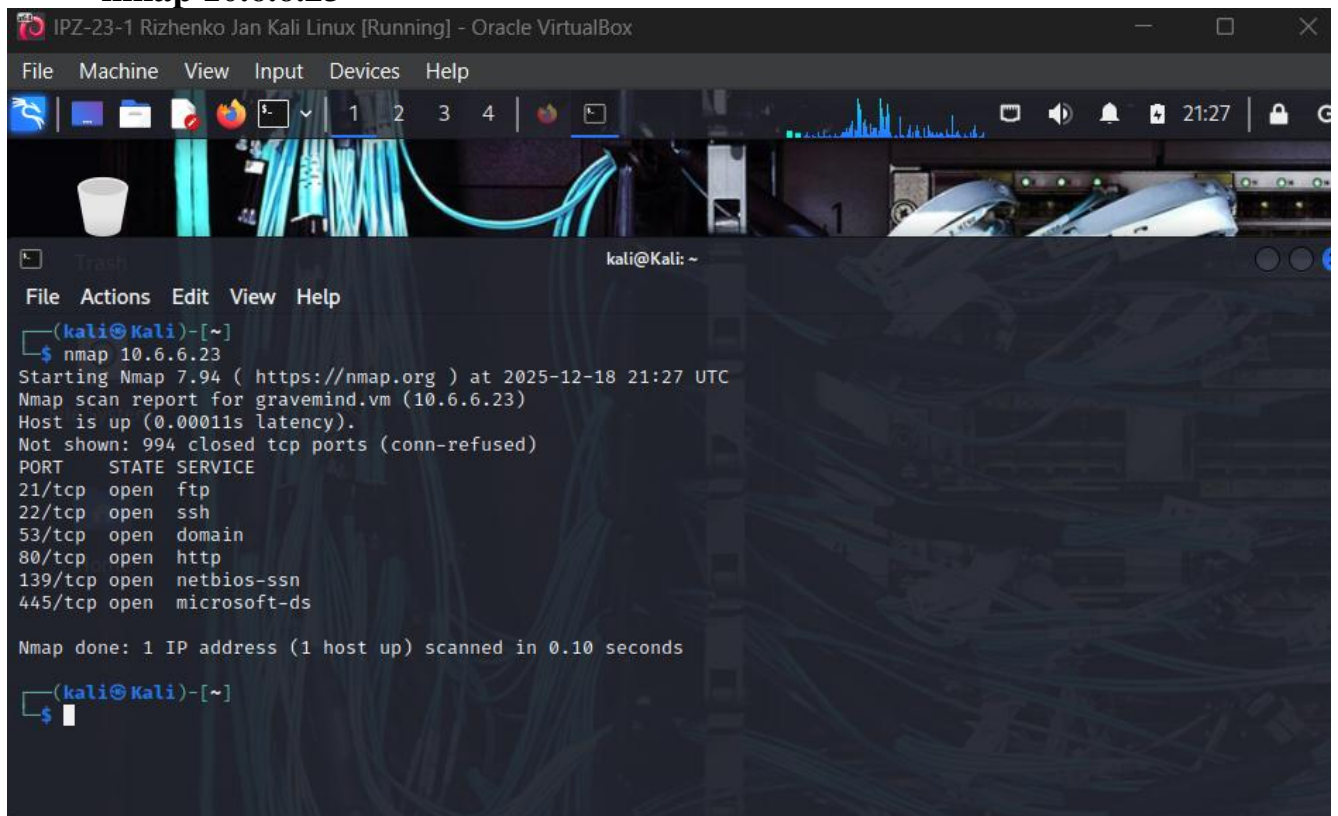 nmap 10.6.6.23
IPZ-23-1 Rizhenko Jan Kali Linux [Running] - Oracle VirtualBox
File Machine View Input Devices Help
1 2 3 4 21:27
Trash
kali@Kali: ~
File Actions Edit View Help
┌──(kali㉿Kali)-[~]
└─$ nmap 10.6.6.23
Starting Nmap 7.94 ( https://nmap.org ) at 2025-12-18 21:27 UTC
Nmap scan report for gravemind.vm (10.6.6.23)
Host is up (0.00011s latency).
Not shown: 994 closed tcp ports (conn-refused)
PORT STATE SERVICE
21/tcp open ftp
22/tcp open ssh
53/tcp open domain
80/tcp open http
139/tcp open netbios-ssn
445/tcp open microsoft-ds
Nmap done: 1 IP address (1 host up) scanned in 0.10 seconds
┌──(kali㉿Kali)-[~]
└─$